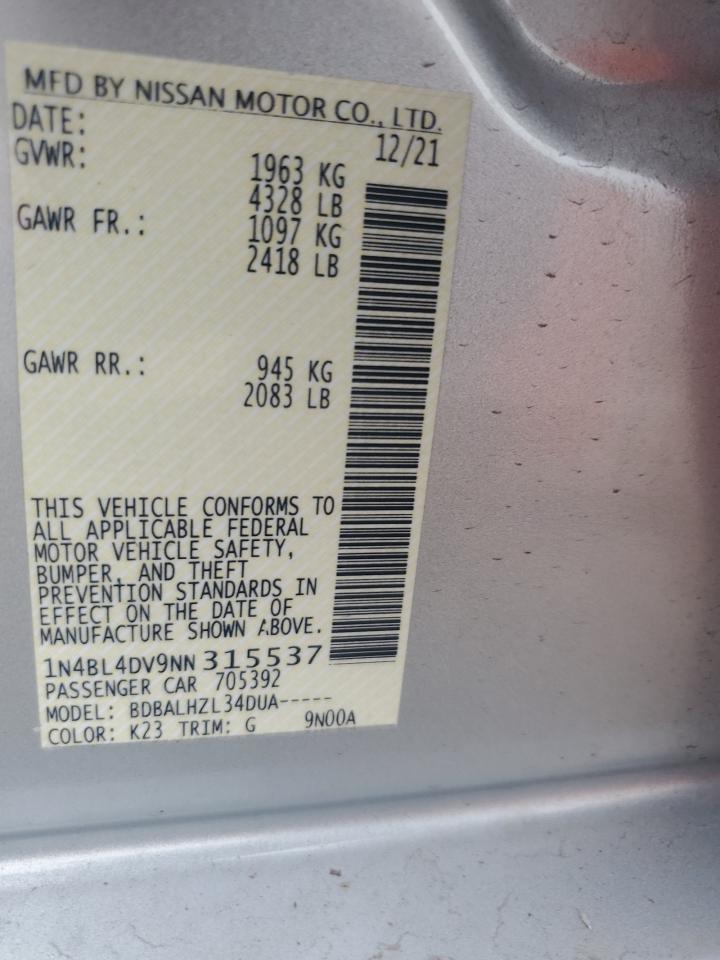 MFD BY NISSAN MOTOR CO., LTD.
DATE: 12/21
GVWR: 1963 KG
4328 LB
GAWR FR.: 1097 KG
2418 LB
GAWR RR.: 945 KG
2083 LB
THIS VEHICLE CONFORMS TO
ALL APPLICABLE FEDERAL
MOTOR VEHICLE SAFETY,
BUMPER, AND THEFT
PREVENTION STANDARDS IN
EFFECT ON THE DATE OF
MANUFACTURE SHOWN ABOVE.
1N4BL4DV9NN 315537
PASSENGER CAR 705392
MODEL: BDBALHZL34DUA-----
COLOR: K23 TRIM: G 9N00A